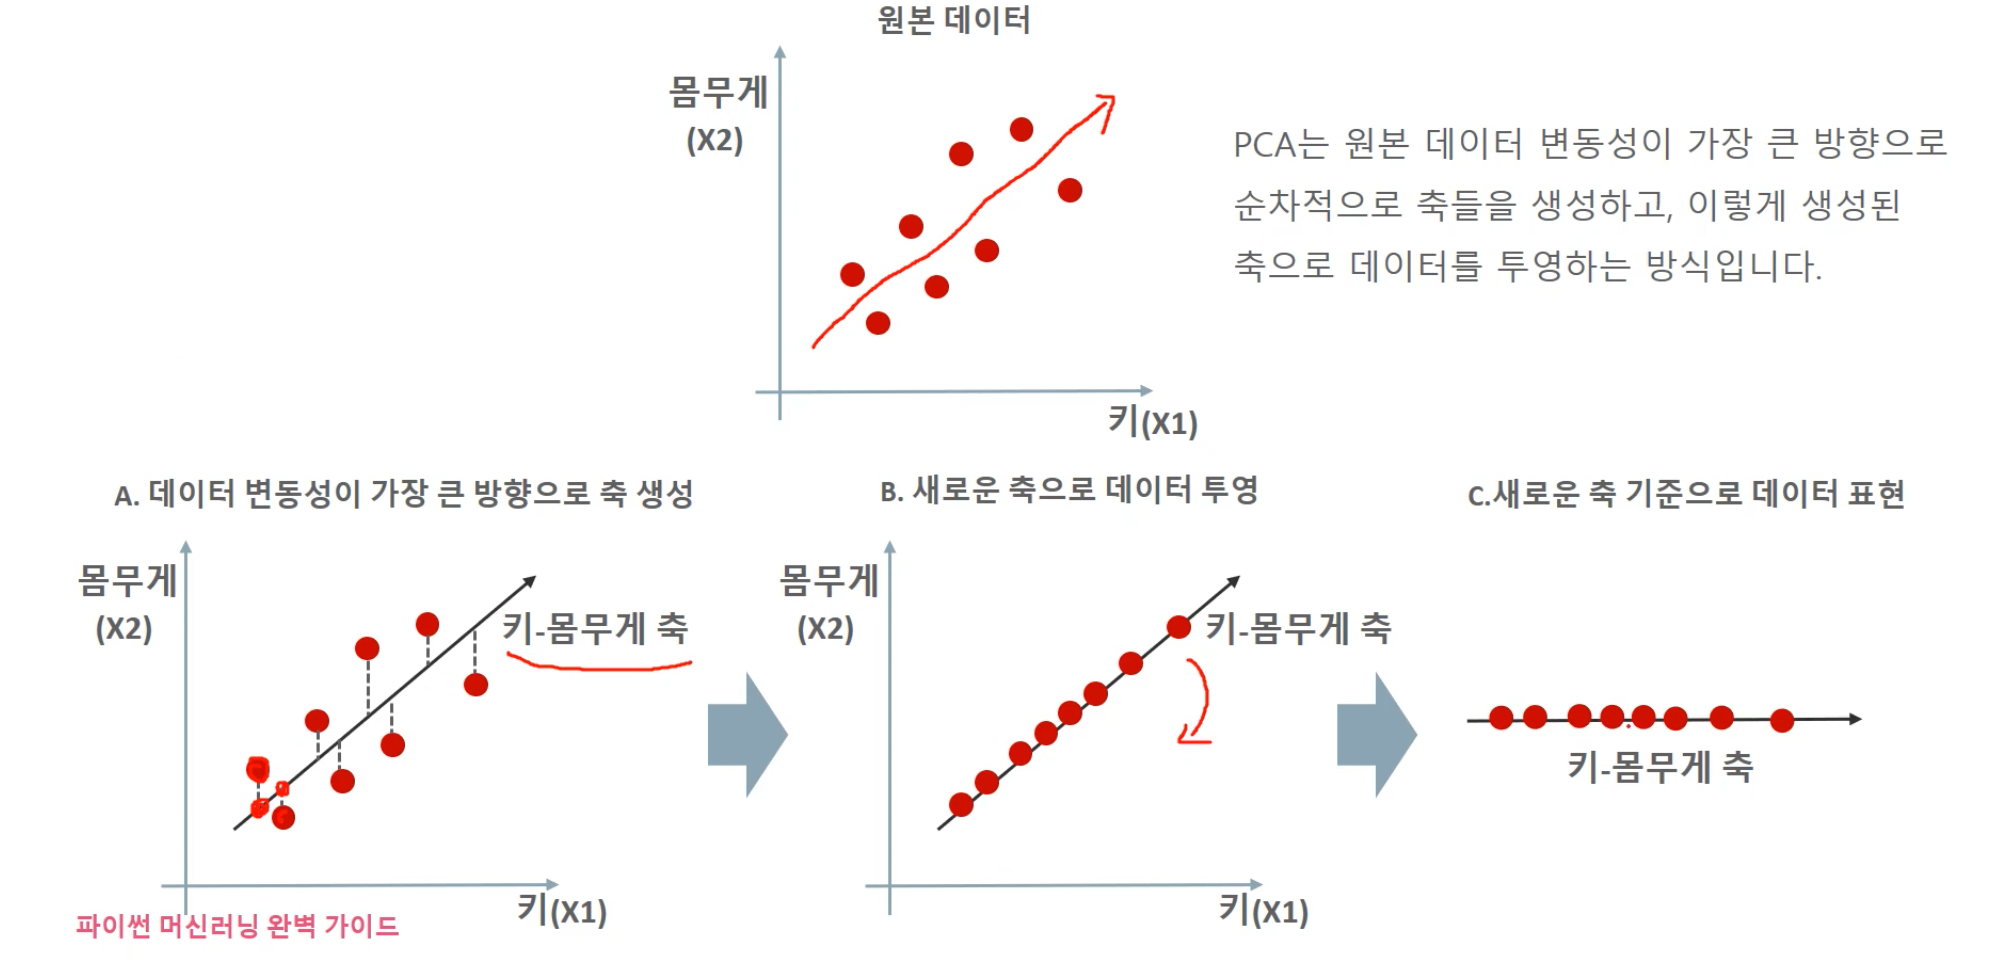 원본 데이터
몸무게
(X2)
키(X1)
PCA는 원본 데이터 변동성이 가장 큰 방향으로
순차적으로 축들을 생성하고, 이렇게 생성된
축으로 데이터를 투영하는 방식입니다.
A. 데이터 변동성이 가장 큰 방향으로 축 생성
몸무게
(X2)
키-몸무게 축
키(X1)
B. 새로운 축으로 데이터 투영
몸무게
(X2)
키-몸무게 축
키(X1)
C.새로운 축 기준으로 데이터 표현
키-몸무게 축
파이썬 머신러닝 완벽 가이드